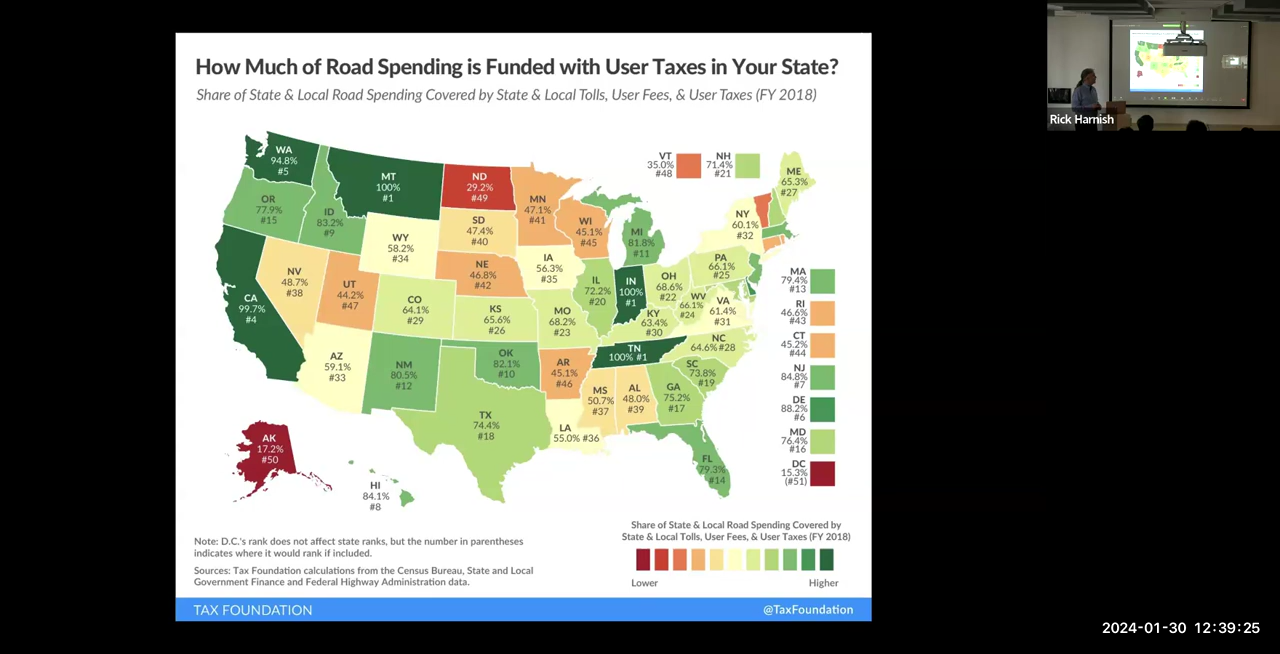 How Much of Road Spending is Funded with User Taxes in Your State?
Share of State & Local Road Spending Covered by State & Local Tolls, User Fees, & User Taxes (FY 2018)
Rick Harnish
WA
94.8%
#5
MT
100%
#1
ND
29.2%
#49
MN
47.1%
#41
VT
35.0%
#48
NH
71.4%
#21
ME
65.3%
#27
OR
77.9%
#15
ID
83.2%
#9
WY
58.2%
#34
SD
47.4%
#40
WI
45.1%
#45
MI
81.8%
#11
NY
60.1%
#32
CA
99.7%
#4
NV
48.7%
#38
UT
44.2%
#47
CO
64.1%
#29
NE
46.8%
#42
IA
56.3%
#35
IL
72.2%
#20
IN
100%
#1
OH
68.6%
#22
PA
66.1%
#25
WV
66.1%
#24
VA
61.4%
#31
KS
65.6%
#26
MO
68.2%
#23
KY
63.4%
#30
MA
79.4%
#13
RI
46.6%
#43
CT
45.2%
#44
NJ
84.8%
#7
DE
88.2%
#6
MD
76.4%
#16
DC
15.3%
(#51)
AZ
59.1%
#33
NM
80.5%
#12
OK
82.1%
#10
AR
45.1%
#46
TN
100% #1
NC
64.6% #28
SC
73.8%
#19
TX
74.4%
#18
LA
55.0% #36
MS
50.7%
#37
AL
48.0%
#39
GA
75.2%
#17
FL
79.3%
#14
AK
17.2%
#50
HI
84.1%
#8
Note: D.C.'s rank does not affect state ranks, but the number in parentheses
indicates where it would rank if included.
Sources: Tax Foundation calculations from the Census Bureau, State and Local
Government Finance and Federal Highway Administration data.
Share of State & Local Road Spending Covered by
State & Local Tolls, User Fees, & User Taxes (FY 2018)
Lower
Higher
TAX FOUNDATION
@TaxFoundation
2024-01-30 12:39:25